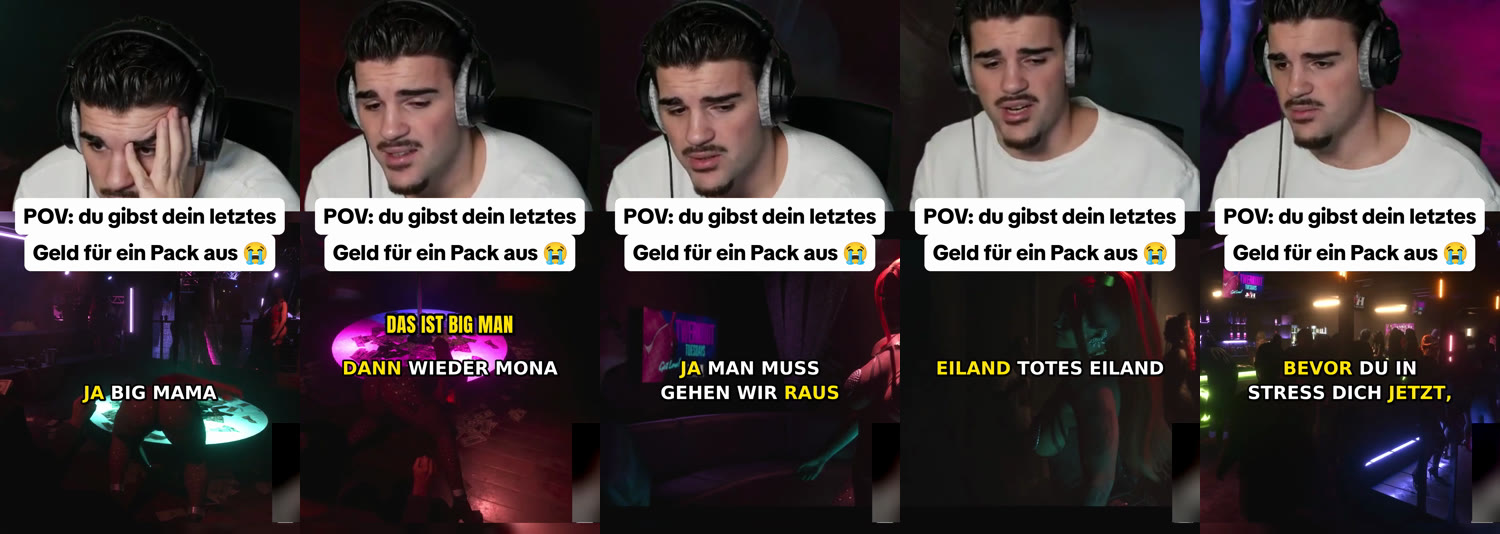 POV: du gibst dein letztes
Geld für ein Pack aus 😭
JA BIG MAMA
POV: du gibst dein letztes
Geld für ein Pack aus 😭
DAS IST BIG MAN
DANN WIEDER MONA
POV: du gibst dein letztes
Geld für ein Pack aus 😭
TUESDAYS
JA MAN MUSS
GEHEN WIR RAUS
POV: du gibst dein letztes
Geld für ein Pack aus 😭
EILAND TOTES EILAND
POV: du gibst dein letztes
Geld für ein Pack aus 😭
BEVOR DU IN
STRESS DICH JETZT,